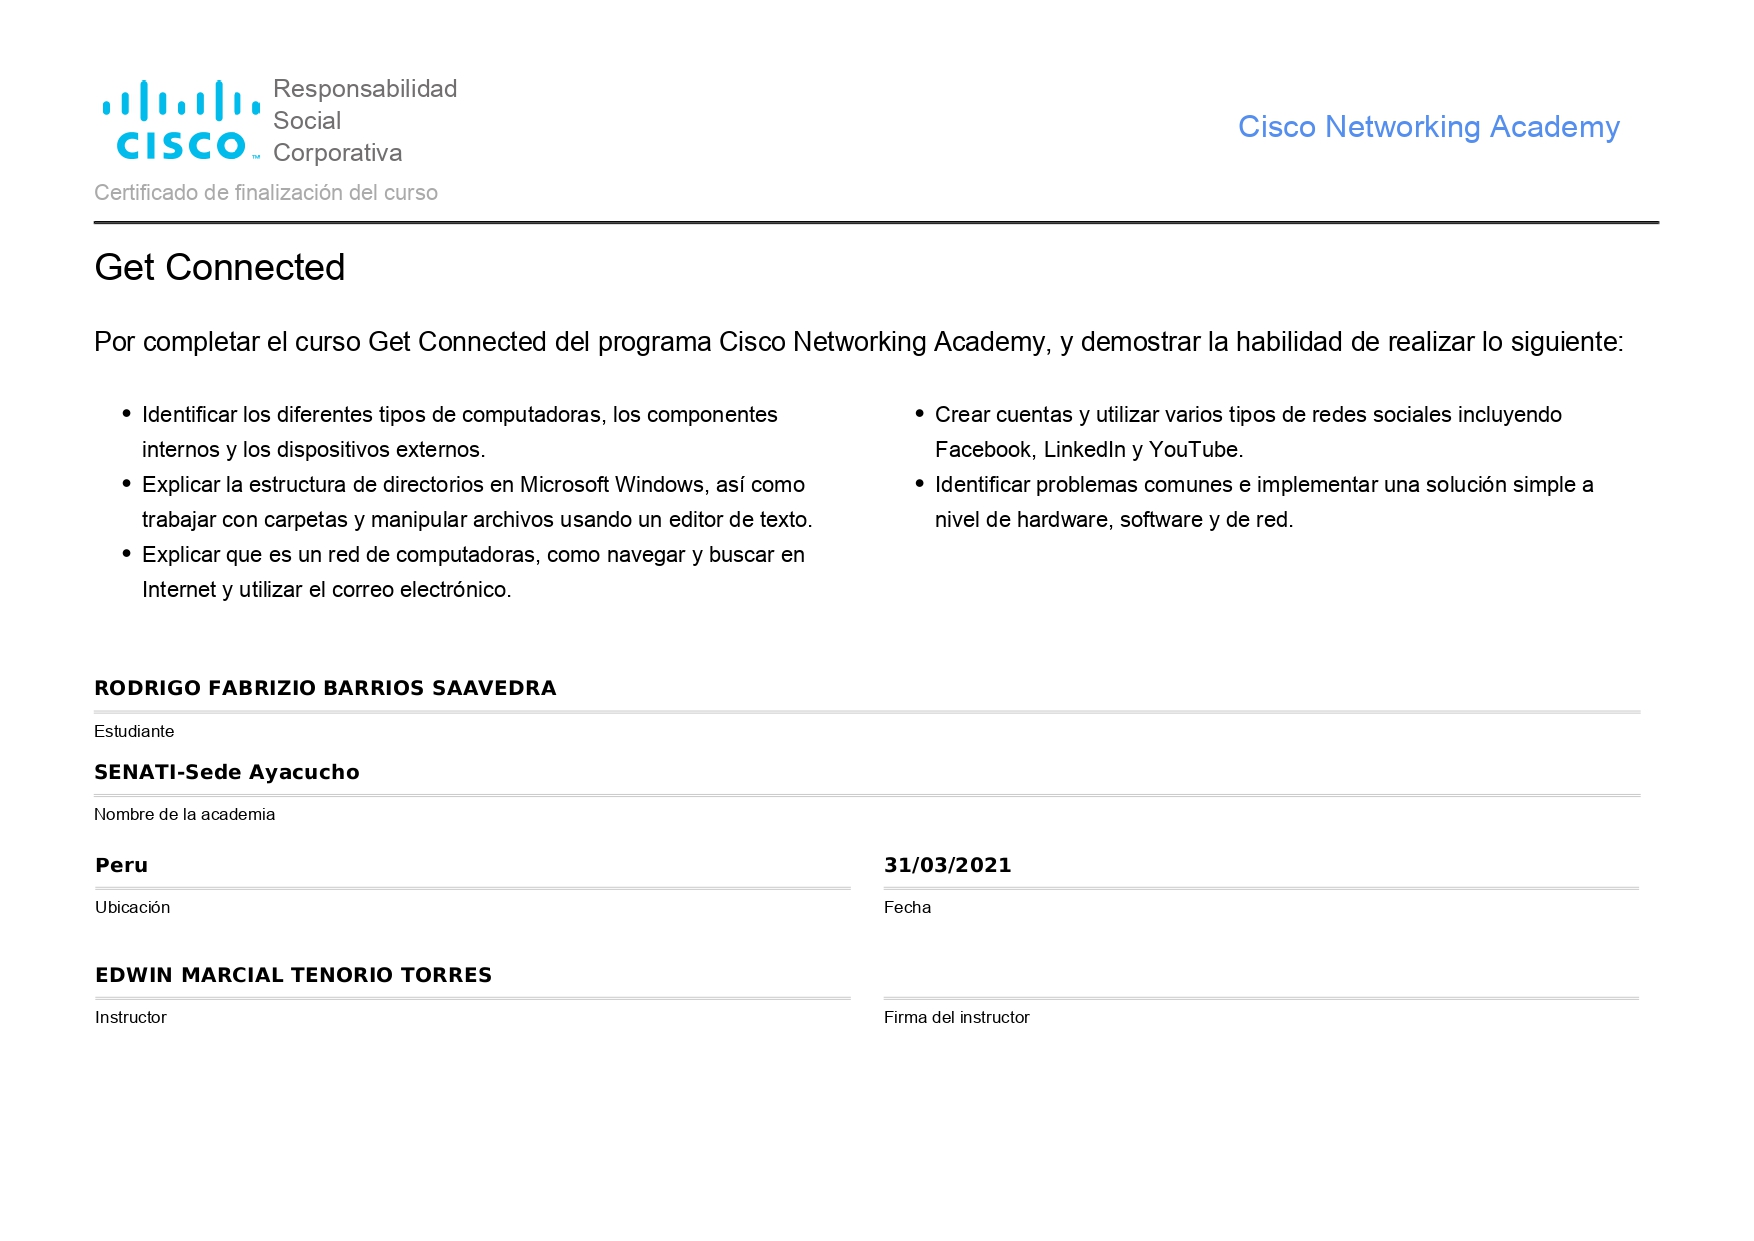 Responsabilidad
Social
Corporativa
CISCO™
Cisco Networking Academy
Certificado de finalización del curso
Get Connected
Por completar el curso Get Connected del programa Cisco Networking Academy, y demostrar la habilidad de realizar lo siguiente:
• Identificar los diferentes tipos de computadoras, los componentes
internos y los dispositivos externos.
• Explicar la estructura de directorios en Microsoft Windows, así como
trabajar con carpetas y manipular archivos usando un editor de texto.
• Explicar que es un red de computadoras, como navegar y buscar en
Internet y utilizar el correo electrónico.
• Crear cuentas y utilizar varios tipos de redes sociales incluyendo
Facebook, LinkedIn y YouTube.
• Identificar problemas comunes e implementar una solución simple a
nivel de hardware, software y de red.
RODRIGO FABRIZIO BARRIOS SAAVEDRA
Estudiante
SENATI-Sede Ayacucho
Nombre de la academia
Peru
Ubicación
31/03/2021
Fecha
EDWIN MARCIAL TENORIO TORRES
Instructor
Firma del instructor